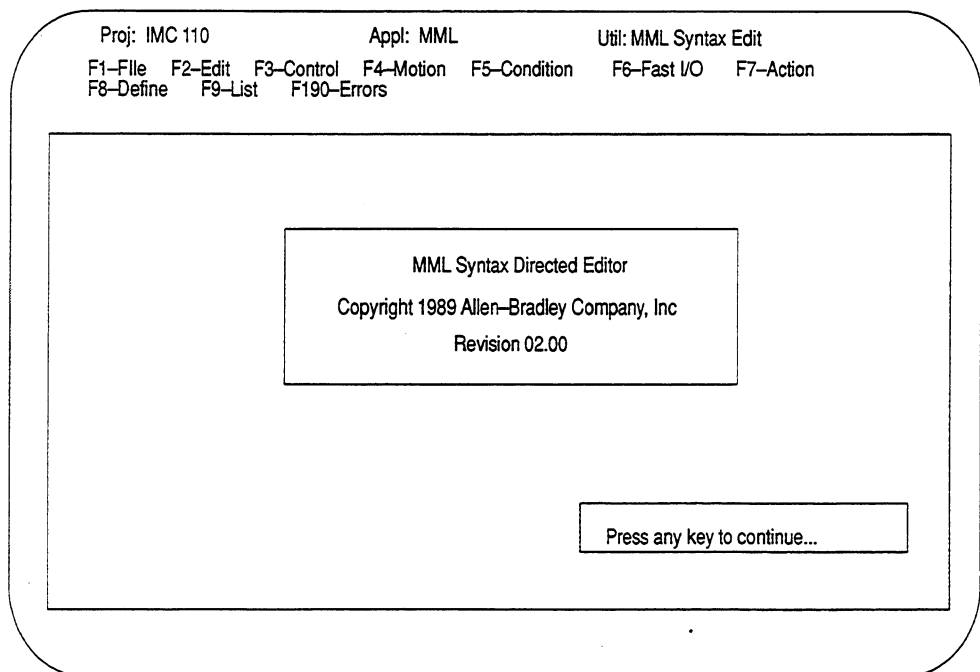 Proj: IMC 110 Appl: MML Util: MML Syntax Edit
F1–FIle F2–Edit F3–Control F4–Motion F5–Condition F6–Fast I/O F7–Action
F8–Define F9–List F190–Errors
MML Syntax Directed Editor
Copyright 1989 Allen–Bradley Company, Inc
Revision 02.00
Press any key to continue...